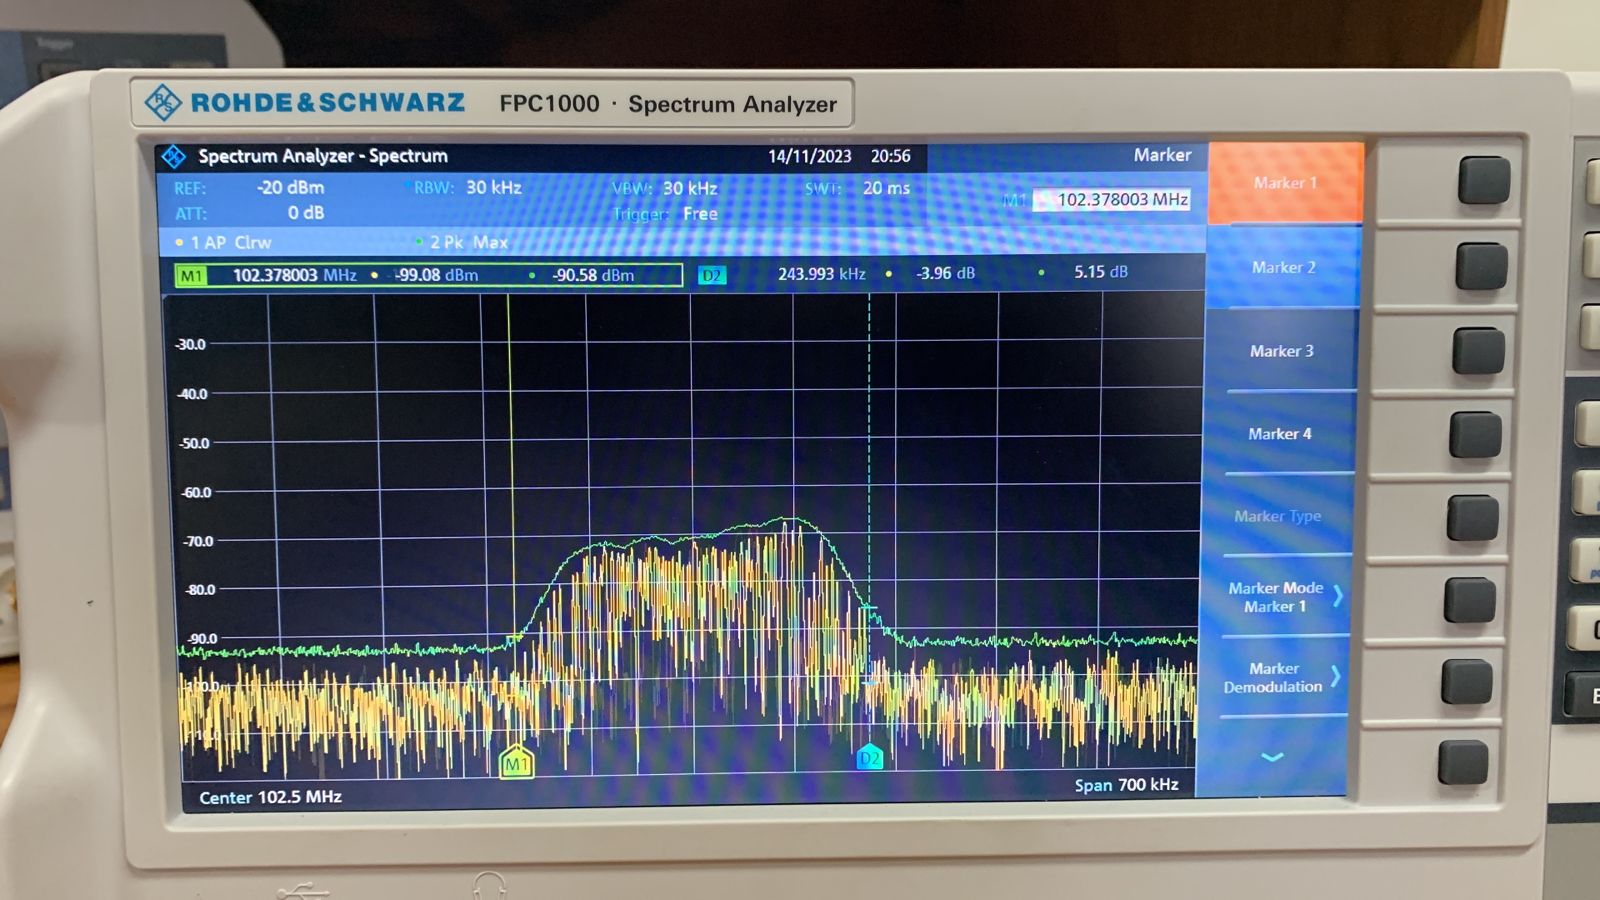 ROHDE & SCHWARZ FPC1000 · Spectrum Analyzer
Spectrum Analyzer - Spectrum 14/11/2023 20:56 Marker
REF: -20 dBm RBW: 30 kHz VBW: 30 kHz SWT: 20 ms
M1 102.378003 MHz
ATT: 0 dB Trigger: Free
1 AP Clrw 2 Pk Max
M1 102.378003 MHz -99.08 dBm -90.58 dBm D2 243.993 kHz -3.96 dB 5.15 dB
-30.0
-40.0
-50.0
-60.0
-70.0
-80.0
-90.0
-100.0
M1 D2
Center 102.5 MHz Span 700 kHz
Marker 1
Marker 2
Marker 3
Marker 4
Marker Type
Marker Mode
Marker 1
Marker
Demodulation